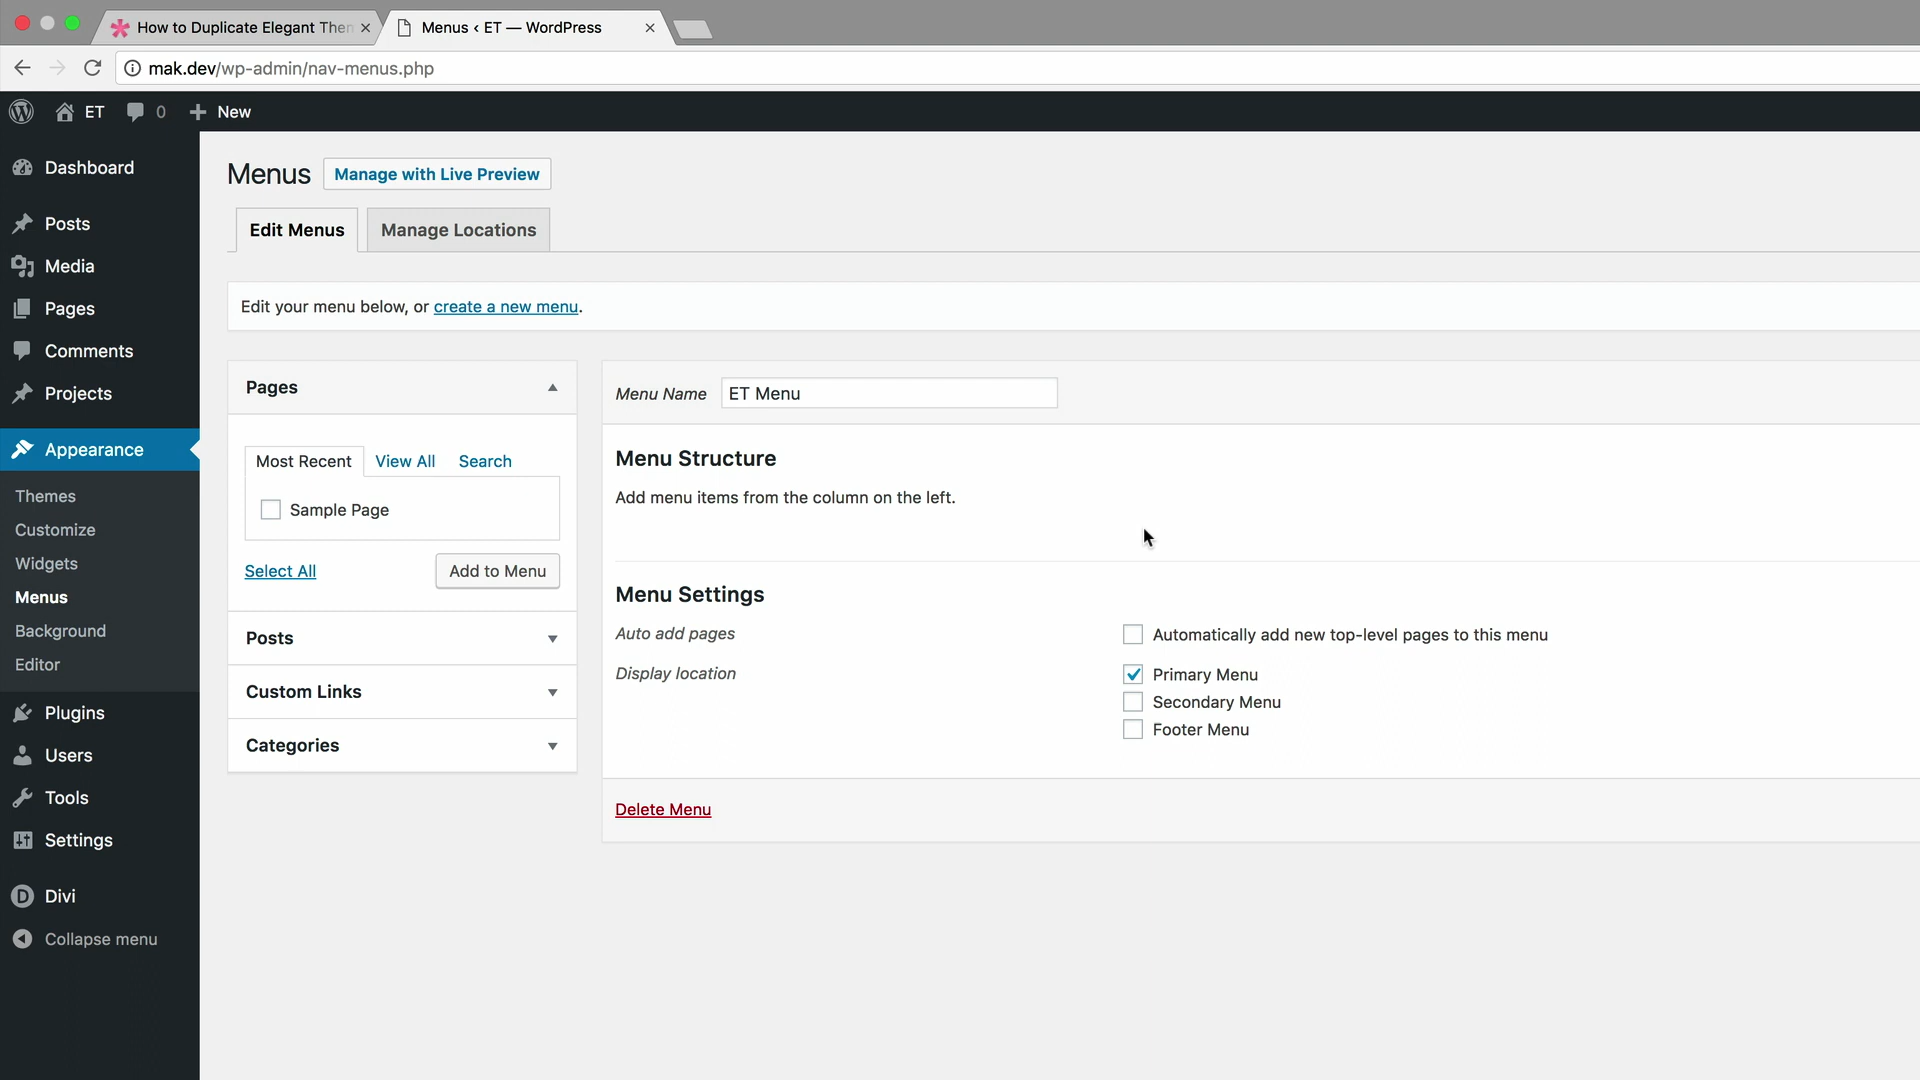 How to Duplicate Elegant Them
Menus ‹ ET — WordPress
mak.dev/wp-admin/nav-menus.php
ET
0
New
Dashboard
Posts
Media
Pages
Comments
Projects
Appearance
Themes
Customize
Widgets
Menus
Background
Editor
Plugins
Users
Tools
Settings
Divi
Collapse menu
Menus
Manage with Live Preview
Edit Menus
Manage Locations
Edit your menu below, or create a new menu.
Pages
Most Recent
View All
Search
Sample Page
Select All
Add to Menu
Posts
Custom Links
Categories
Menu Name
ET Menu
Menu Structure
Add menu items from the column on the left.
Menu Settings
Auto add pages
Automatically add new top-level pages to this menu
Display location
Primary Menu
Secondary Menu
Footer Menu
Delete Menu